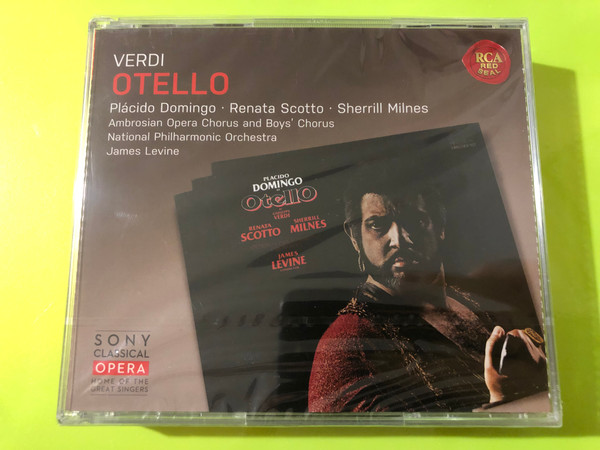 VERDI
OTELLO
Plácido Domingo · Renata Scotto · Sherrill Milnes
Ambrosian Opera Chorus and Boys' Chorus
National Philharmonic Orchestra
James Levine
RCA
RED
SEAL
PLACIDO
DOMINGO
Otello
VERDI
RENATA
SCOTTO
SHERRILL
MILNES
JAMES
LEVINE
SONY
CLASSICAL
OPERA
HOME OF THE
GREAT SINGERS